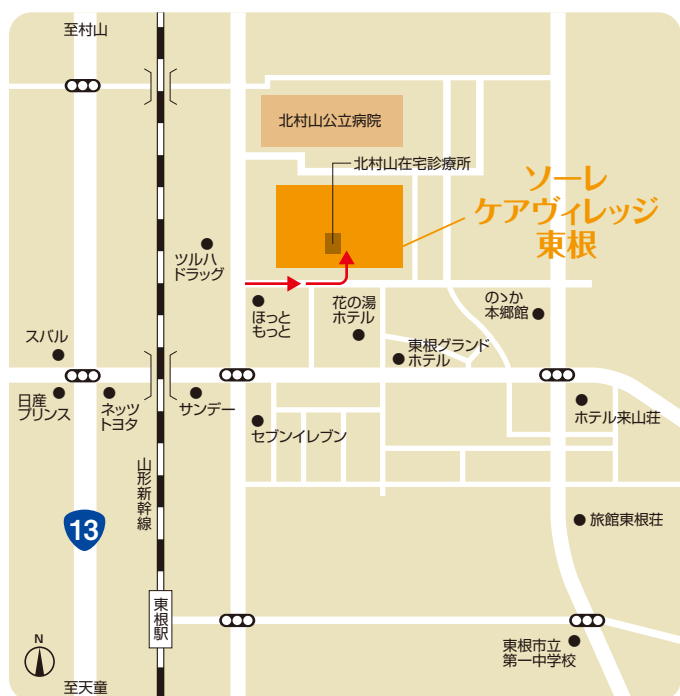 至村山
北村山公立病院
北村山在宅診療所
ソーレ
ケアヴィレッジ
東根
ツルハ
ドラッグ
ほっと
もっと
花の湯
ホテル
のゝか
本郷館
東根グランド
ホテル
スバル
日産
プリンス
ネッツ
トヨタ
サンデー
セブンイレブン
ホテル来山荘
山形新幹線
13
旅館東根荘
東根駅
東根市立
第一中学校
N
至天童